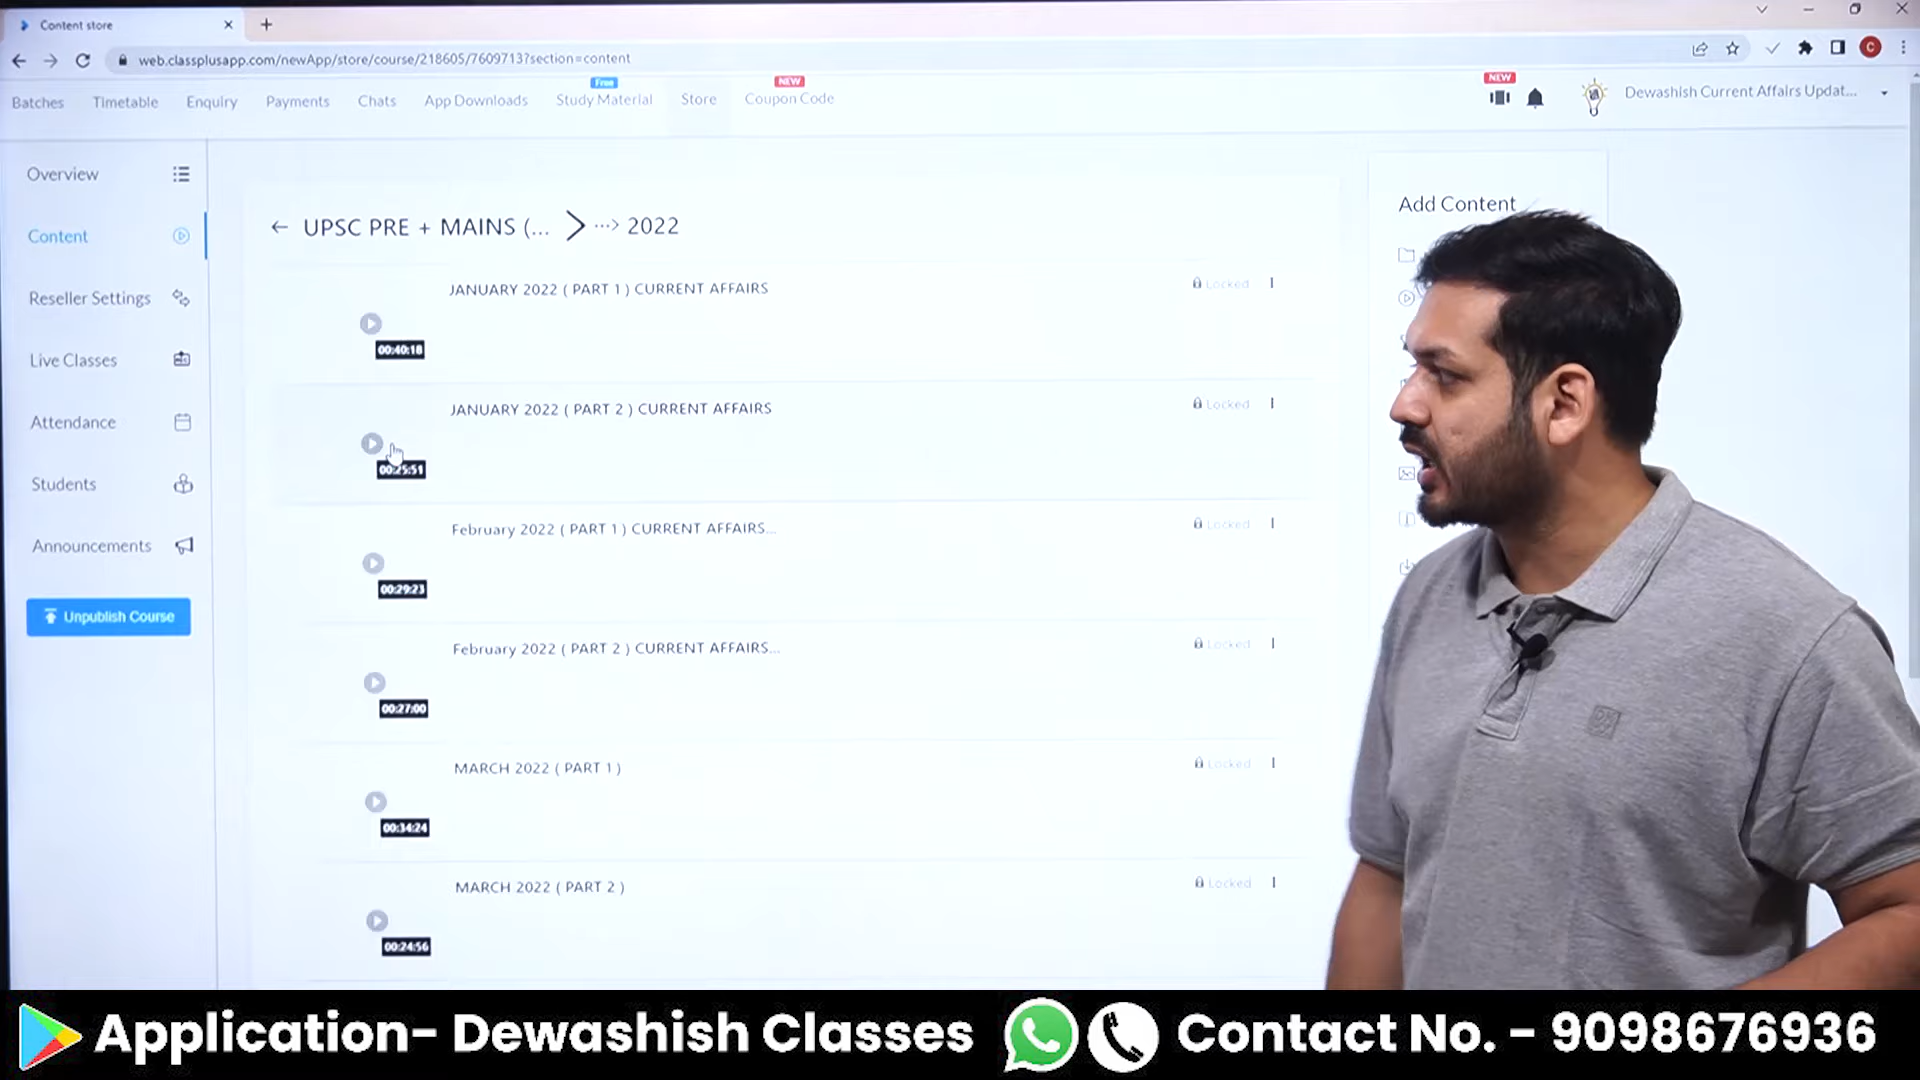 Content store
web.classplusapp.com/newApp/store/course/218605/7609713?section=content
C
Batches
Timetable
Enquiry
Payments
Chats
App Downloads
Free
Study Material
Store
NEW
Coupon Code
NEW
Dewashish Current Affairs Updat...
Overview
Content
Reseller Settings
Live Classes
Attendance
Students
Announcements
Unpublish Course
UPSC PRE + MAINS (...
2022
JANUARY 2022 ( PART 1 ) CURRENT AFFAIRS
Locked
00:40:18
JANUARY 2022 ( PART 2 ) CURRENT AFFAIRS
Locked
00:25:51
February 2022 ( PART 1 ) CURRENT AFFAIRS...
Locked
00:29:23
February 2022 ( PART 2 ) CURRENT AFFAIRS...
Locked
00:27:00
MARCH 2022 ( PART 1 )
Locked
00:34:24
MARCH 2022 ( PART 2 )
Locked
00:24:56
Add Content
Application- Dewashish Classes
Contact No. - 9098676936